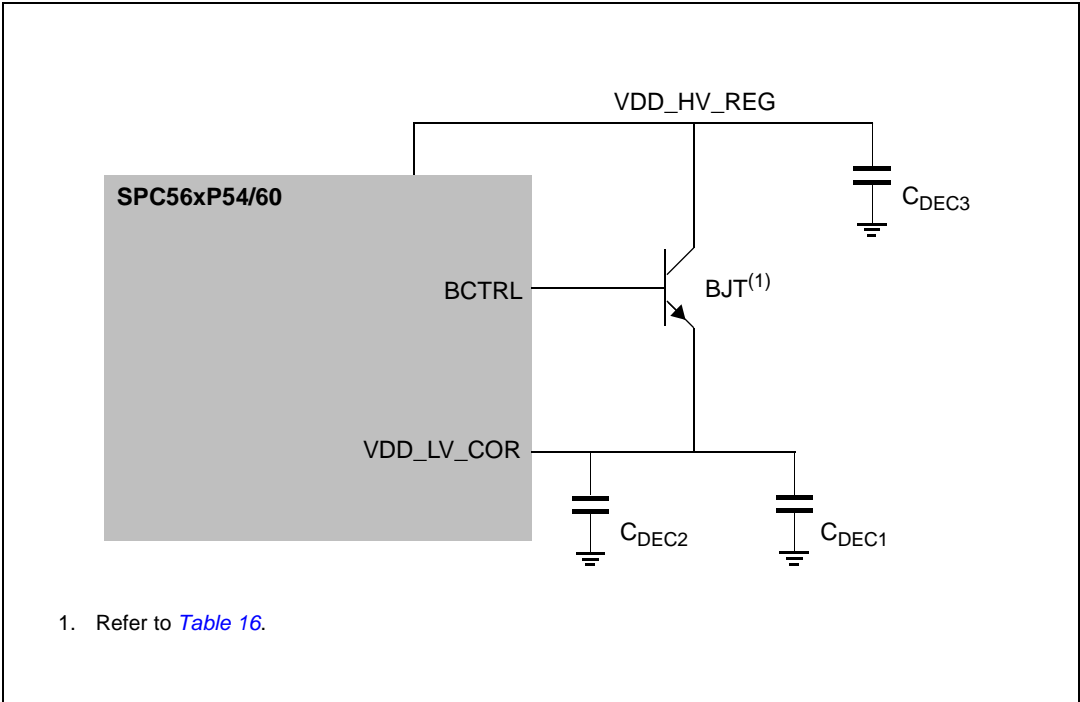 VDD_HV_REG
SPC56xP54/60
CDEC3
BCTRL
BJT(1)
VDD_LV_COR
CDEC2
CDEC1
1. Refer to Table 16.